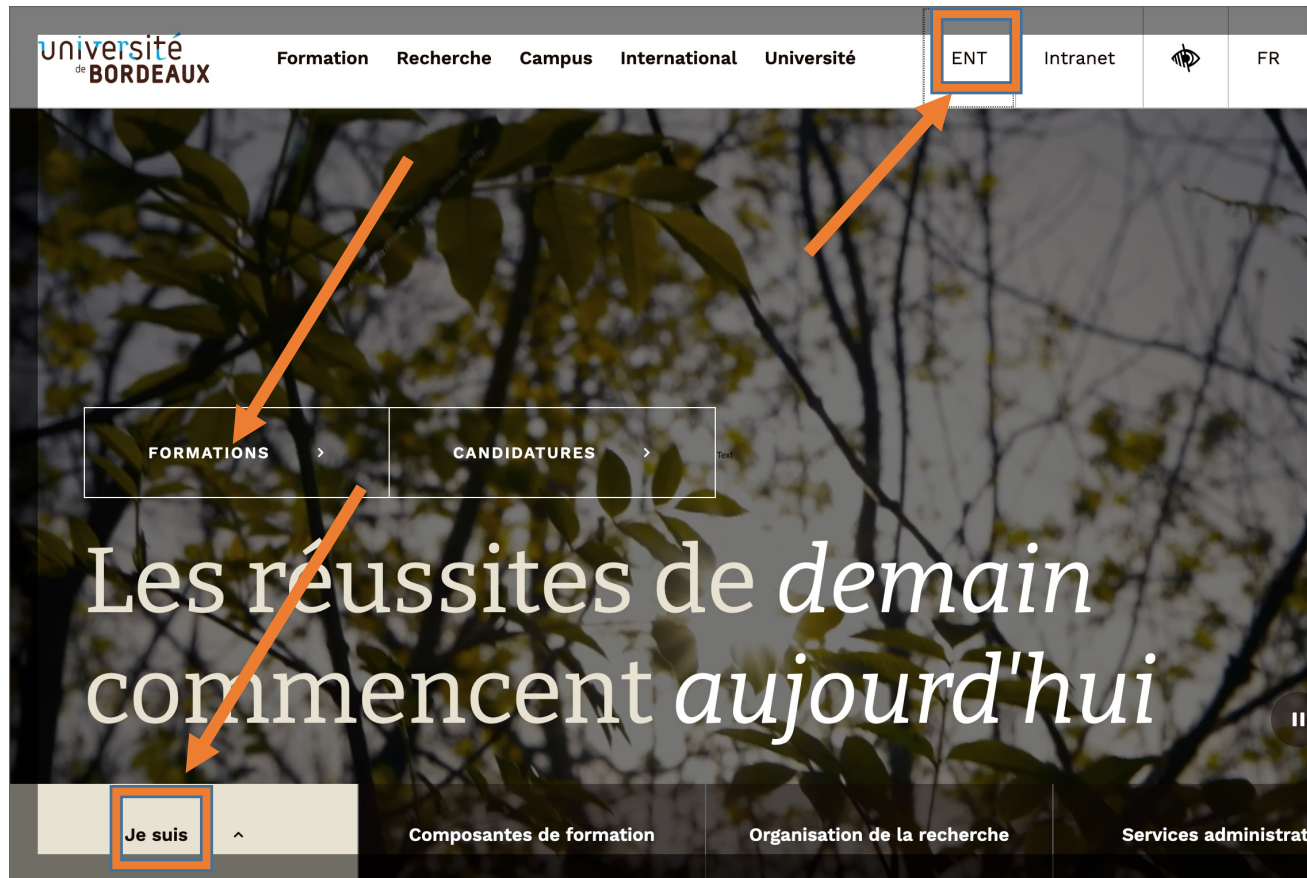 université
de BORDEAUX
Formation Recherche Campus International Université ENT Intranet FR
FORMATIONS > CANDIDATURES >
Text
Les réussites de demain
commencent aujourd'hui
Je suis Composantes de formation Organisation de la recherche Services administrat